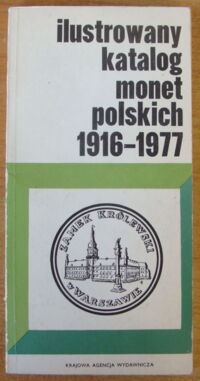 ilustrowany
katalog
monet
polskich
1916-1977
ZAMEK KRÓLEWSKI
W WARSZAWIE
KRAJOWA AGENCJA WYDAWNICZA